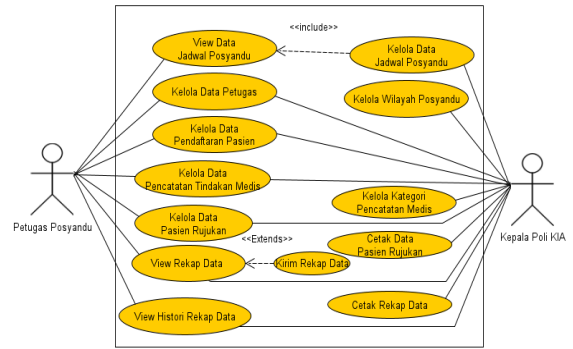 <<include>>
View Data
Jadwal Posyandu
Kelola Data
Jadwal Posyandu
Kelola Data Petugas
Kelola Wilayah Posyandu
Kelola Data
Pendaftaran Pasien
Kelola Data
Pencatatan Tindakan Medis
Kelola Kategori
Pencatatan Medis
Petugas Posyandu
Kepala Poli KIA
Kelola Data
Pasien Rujukan
<<Extends>>
Cetak Data
Pasien Rujukan
View Rekap Data
Kirim Rekap Data
Cetak Rekap Data
View Histori Rekap Data